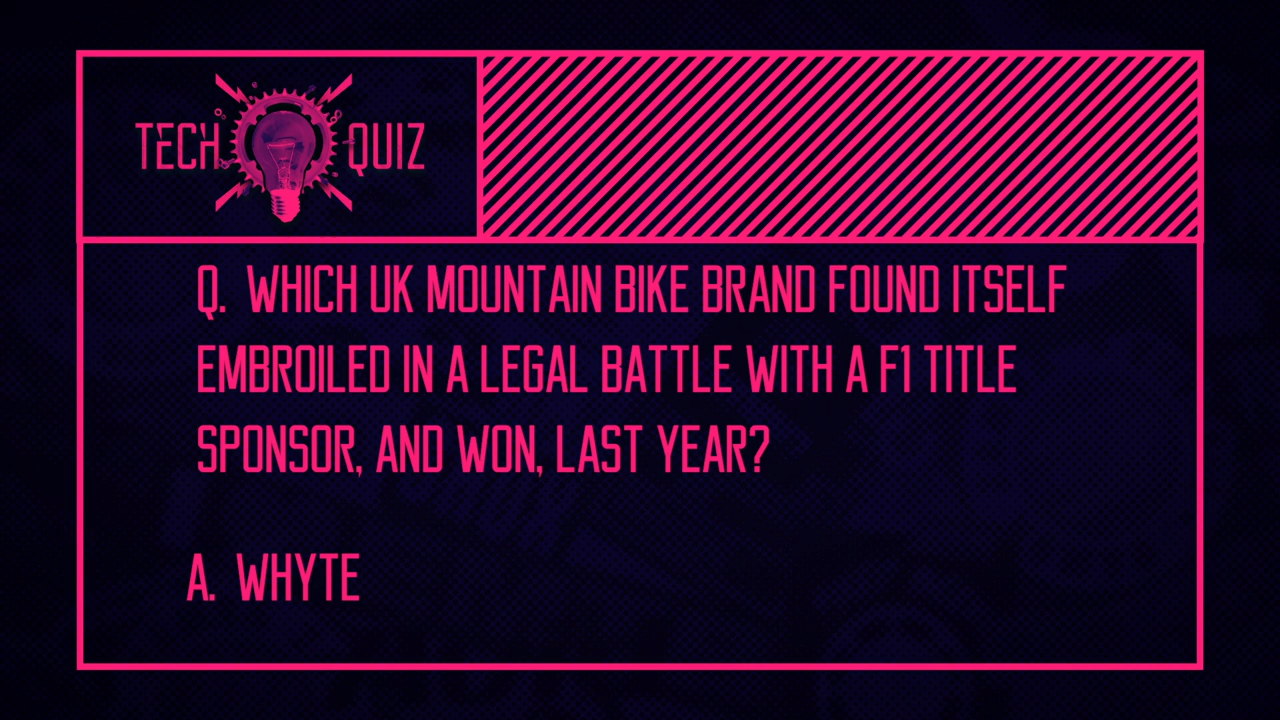 TECH QUIZ
Q. WHICH UK MOUNTAIN BIKE BRAND FOUND ITSELF
EMBROILED IN A LEGAL BATTLE WITH A F1 TITLE
SPONSOR, AND WON, LAST YEAR?
A. WHYTE